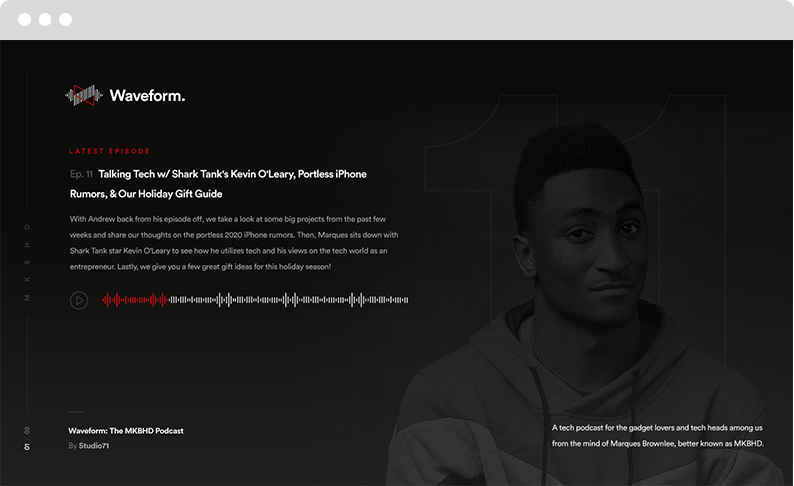 Waveform.
LATEST EPISODE
Ep. 11 Talking Tech w/ Shark Tank's Kevin O'Leary, Portless iPhone
Rumors, & Our Holiday Gift Guide
With Andrew back from his episode off, we take a look at some big projects from the past few
weeks and share our thoughts on the portless 2020 iPhone rumors. Then, Marques sits down with
Shark Tank star Kevin O'Leary to see how he utilizes tech and his views on the tech world as an
entrepreneur. Lastly, we give you a few great gift ideas for this holiday season!
MKBHD
01 / 02
Waveform: The MKBHD Podcast
By Studio71
11
A tech podcast for the gadget lovers and tech heads among us
from the mind of Marques Brownlee, better known as MKBHD.